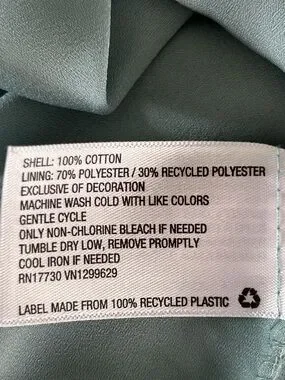 SHELL: 100% COTTON
LINING: 70% POLYESTER / 30% RECYCLED POLYESTER
EXCLUSIVE OF DECORATION
MACHINE WASH COLD WITH LIKE COLORS
GENTLE CYCLE
ONLY NON-CHLORINE BLEACH IF NEEDED
TUMBLE DRY LOW, REMOVE PROMPTLY
COOL IRON IF NEEDED
RN17730 VN1299629
LABEL MADE FROM 100% RECYCLED PLASTIC